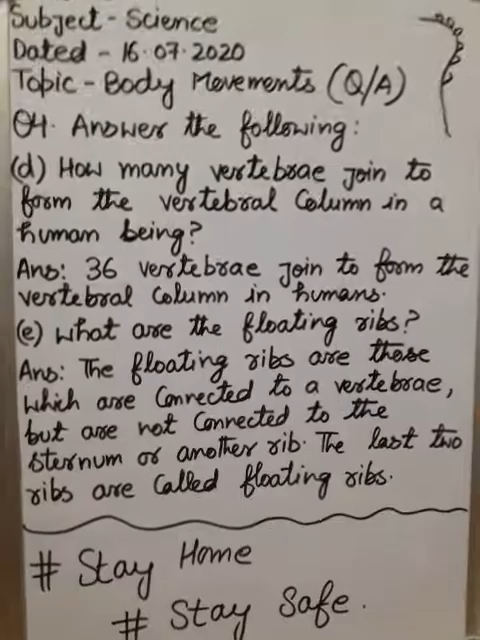 Subject - Science
Dated - 16.07.2020
Topic - Body Movements (Q/A)
Q4. Answer the following:
(d) How many vertebrae join to
form the vertebral column in a
human being?
Ans: 36 vertebrae join to form the
vertebral column in humans.
(e) What are the floating ribs?
Ans: The floating ribs are those
which are connected to a vertebrae,
but are not connected to the
sternum or another rib. The last two
ribs are called floating ribs.
# Stay Home
# Stay Safe.